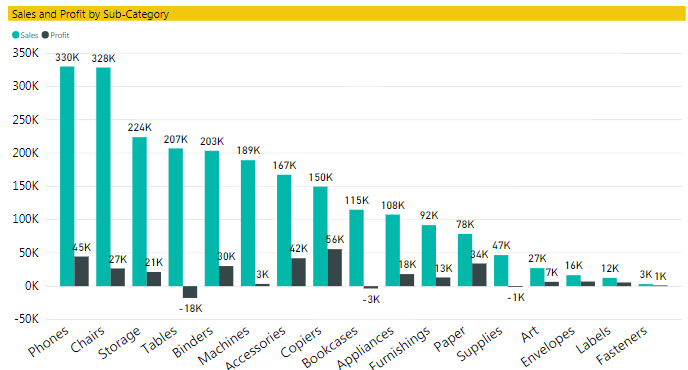 Sales and Profit by Sub-Category
Sales Profit
350K
300K
250K
200K
150K
100K
50K
0K
-50K
330K
328K
224K
207K
203K
189K
167K
150K
115K
108K
92K
78K
47K
27K
16K
12K
3K
45K
27K
21K
-18K
30K
3K
42K
56K
-3K
18K
13K
34K
-1K
7K
1K
Phones
Chairs
Storage
Tables
Binders
Machines
Accessories
Copiers
Bookcases
Appliances
Furnishings
Paper
Supplies
Art
Envelopes
Labels
Fasteners